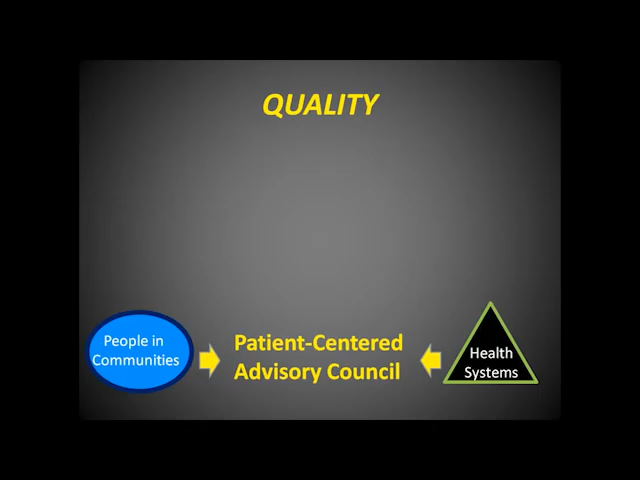 QUALITY
People in
Communities
Patient-Centered
Advisory Council
Health
Systems